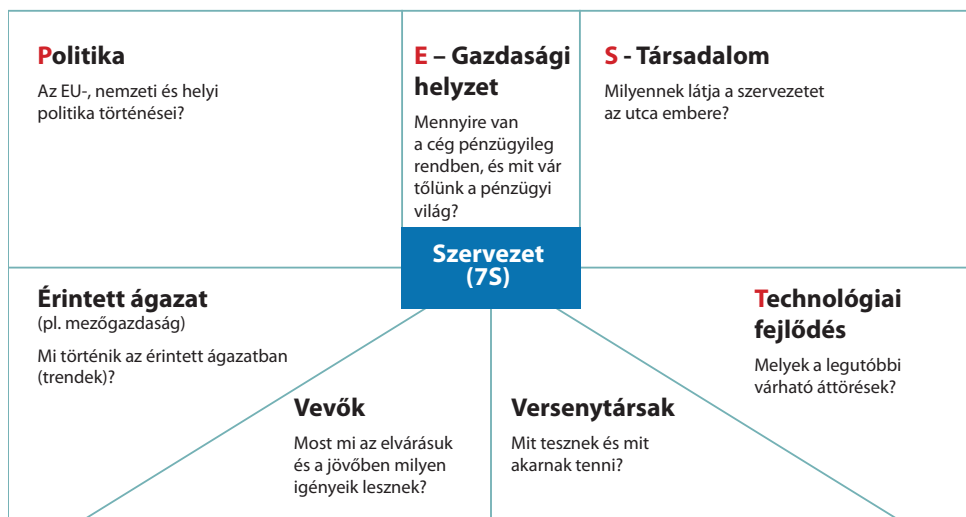 Politika
Az EU-, nemzeti és helyi
politika történései?
E – Gazdasági
helyzet
Mennyire van
a cég pénzügyileg
rendben, és mit vár
tőlünk a pénzügyi
világ?
S - Társadalom
Milyennek látja a szervezetet
az utca embere?
Szervezet
(7S)
Érintett ágazat
(pl. mezőgazdaság)
Mi történik az érintett ágazatban
(trendek)?
Vevők
Most mi az elvárásuk
és a jövőben milyen
igényeik lesznek?
Versenytársak
Mit tesznek és mit
akarnak tenni?
Technológiai
fejlődés
Melyek a legutóbbi
várható áttörések?